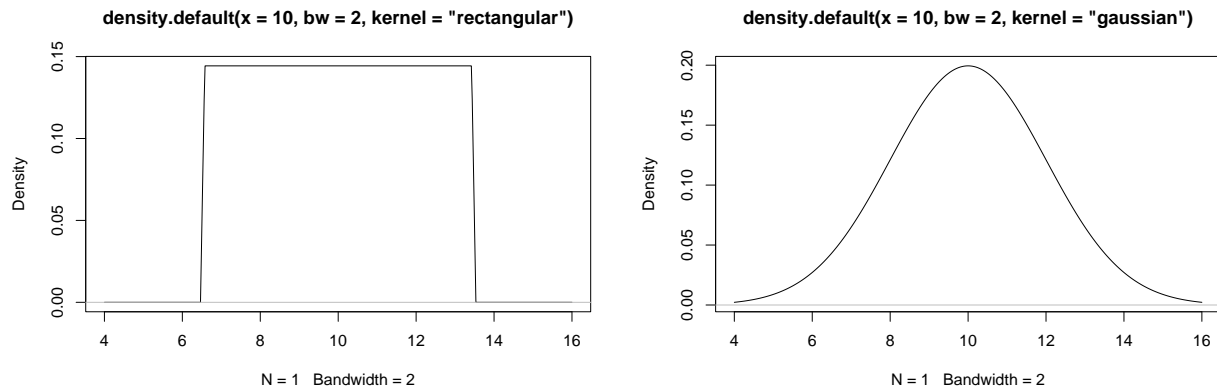 density.default(x = 10, bw = 2, kernel = "rectangular")
Density
0.00 0.05 0.10 0.15
4 6 8 10 12 14 16
N = 1 Bandwidth = 2
density.default(x = 10, bw = 2, kernel = "gaussian")
Density
0.00 0.05 0.10 0.15 0.20
4 6 8 10 12 14 16
N = 1 Bandwidth = 2